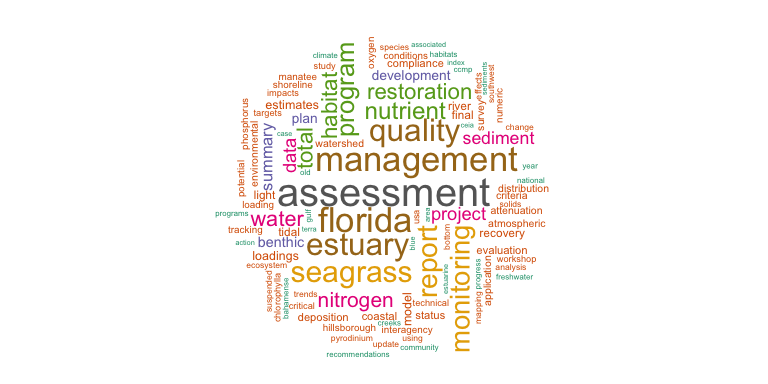 climate
study
manatee
shoreline
impacts
estimates
targets
plan
phosphorus
environmental
summary
case
data
total
old
habitat
program
oxygen
species
associated
conditions
habitats
compliance
index
ccmp
development
restoration
nutrient
river
final
survey
effects
sediments
southwest
numeric
quality
ceia
change
sediment
watershed
management
year
potential
light
loading
assessment
national
distribution
criteria
solids
attenuation
programs
water
gulf
florida
usa
area
project
atmospheric
recovery
tracking
tidal
terra
action
benthic
estuary
blue
report
bottom
monitoring
evaluation
workshop
analysis
freshwater
loadings
ecosystem
seagrass
estuarine
mapping
progress
application
suspended
chlorophyll
bahamense
trends
critical
nitrogen
model
technical
status
deposition
coastal
hillsborough
creeks
interagency
pyrodinium
using
update
community
recommendations